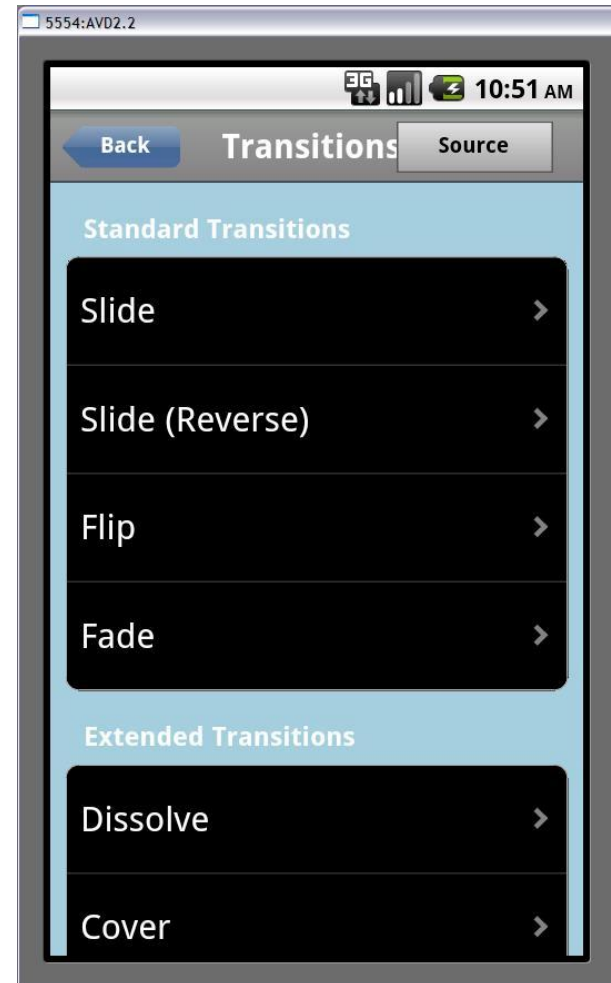 5554:AVD2.2
3G 10:51 AM
Back Transitions Source
Standard Transitions
Slide
Slide (Reverse)
Flip
Fade
Extended Transitions
Dissolve
Cover